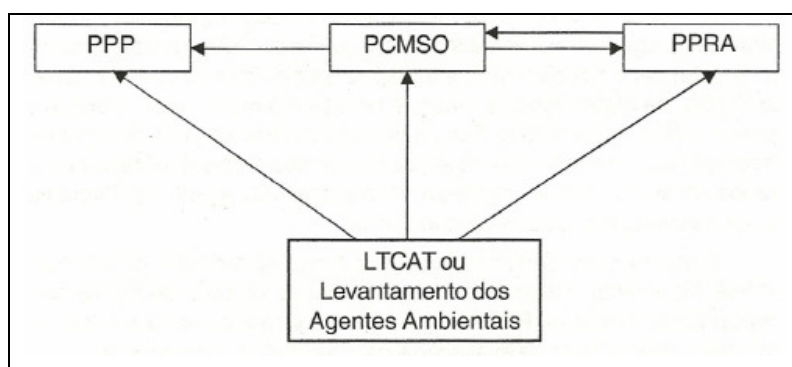 PPP
PCMSO
PPRA
LTCAT ou
Levantamento dos
Agentes Ambientais